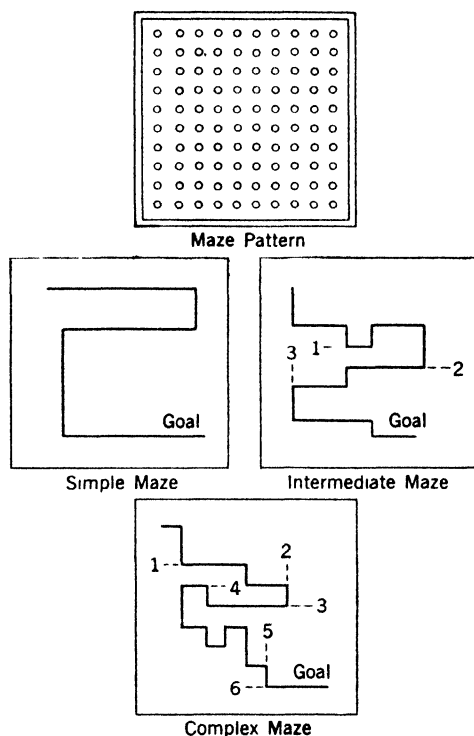 Maze Pattern
Goal
Simple Maze
3
1
2
Goal
Intermediate Maze
2
1
4
3
5
Goal
6
Complex Maze